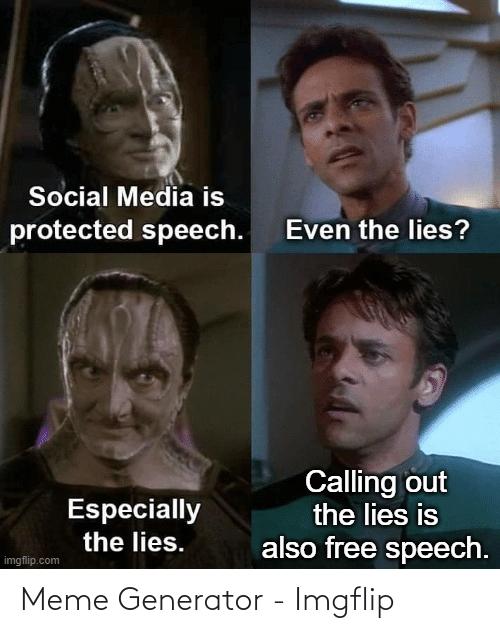 Social Media is
protected speech.
Even the lies?
Especially
the lies.
Calling out
the lies is
also free speech.
imgflip.com
Meme Generator - Imgflip